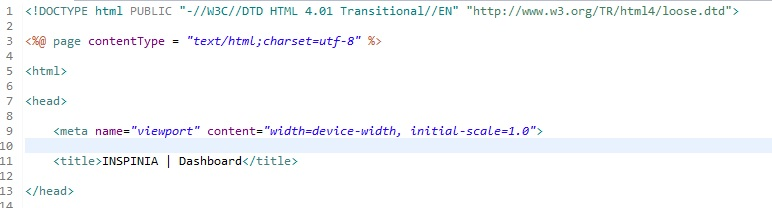 1 <!DOCTYPE html PUBLIC "-//W3C//DTD HTML 4.01 Transitional//EN" "http://www.w3.org/TR/html4/loose.dtd">
2
3 <%@ page contentType = "text/html;charset=utf-8" %>
4
5 <html>
6
7 <head>
8
9     <meta name="viewport" content="width=device-width, initial-scale=1.0">
10
11     <title>INSPINIA | Dashboard</title>
12
13 </head>
14